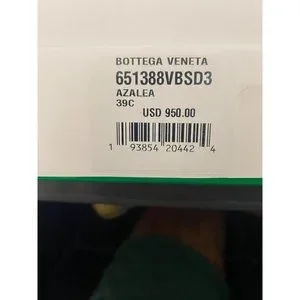 BOTTEGA VENETA
651388VBSD3
AZALEA
39C
USD 950.00
1 93854 20442 4